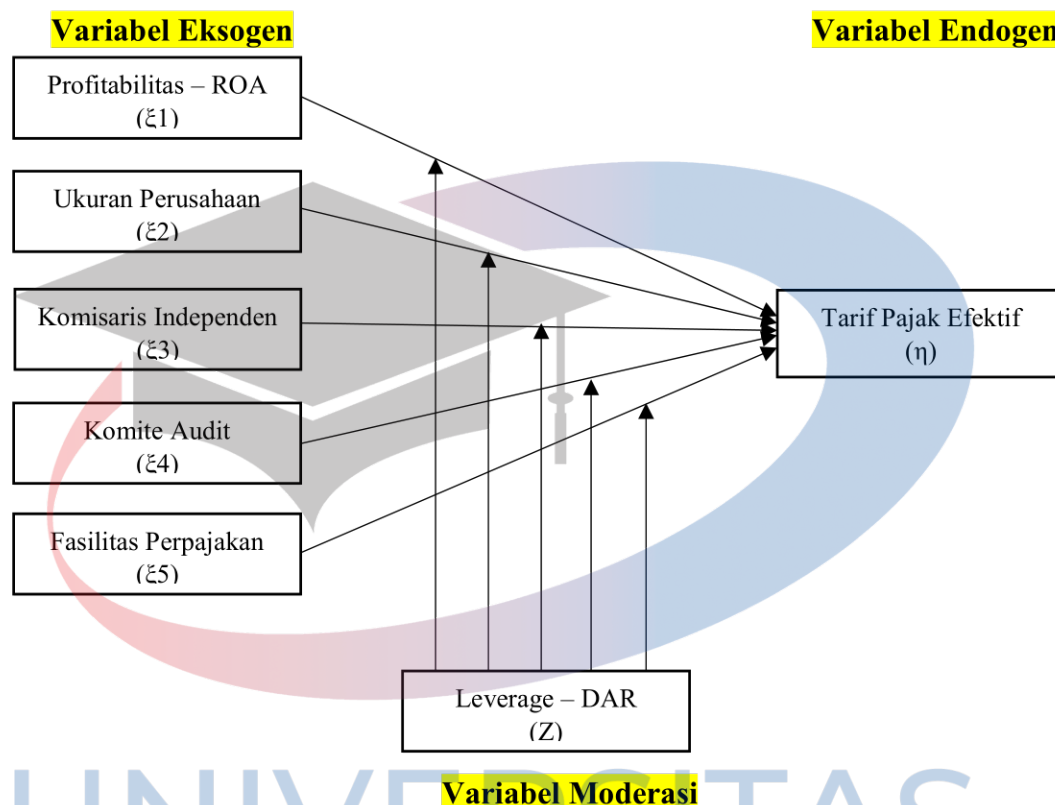 Variabel Eksogen
Variabel Endogen
Profitabilitas – ROA
(ξ1)
Ukuran Perusahaan
(ξ2)
Komisaris Independen
(ξ3)
Tarif Pajak Efektif
(η)
Komite Audit
(ξ4)
Fasilitas Perpajakan
(ξ5)
Leverage – DAR
(Z)
Variabel Moderasi
UNIVERSITAS